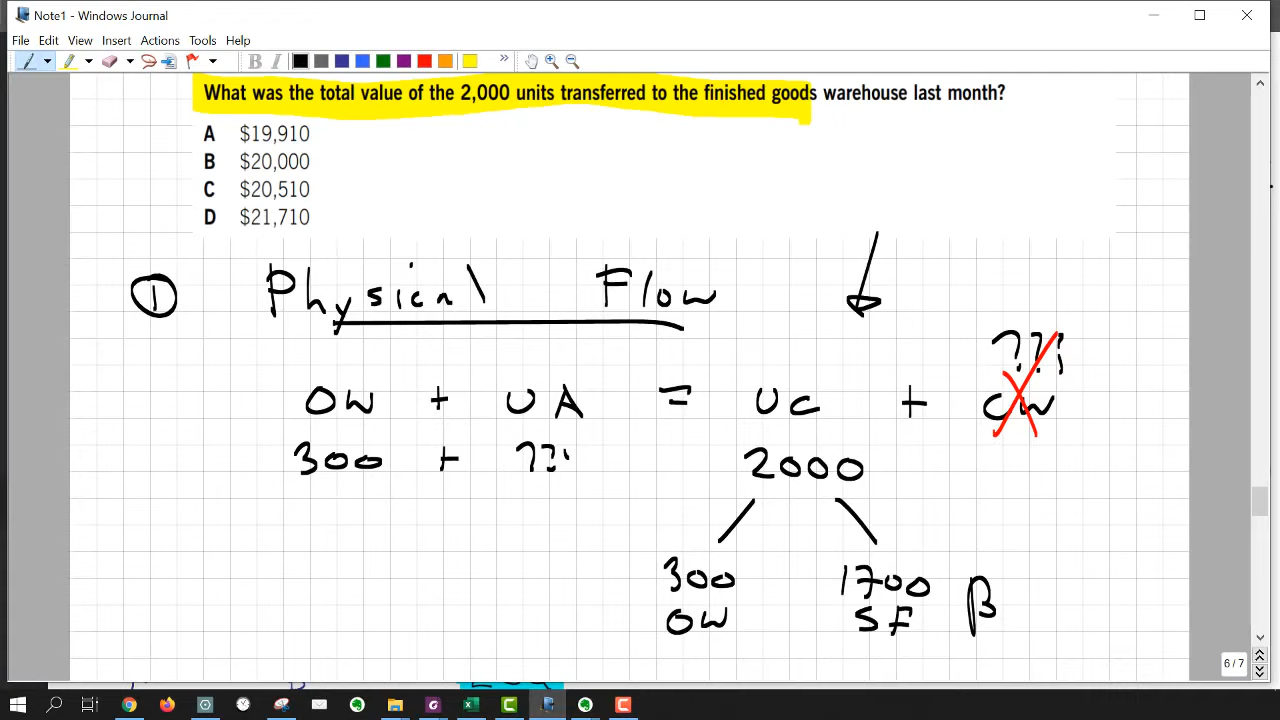 Note1 - Windows Journal
File Edit View Insert Actions Tools Help
B I
What was the total value of the 2,000 units transferred to the finished goods warehouse last month?
A $19,910
B $20,000
C $20,510
D $21,710
① Physical Flow
???
OW + UA = UC + CW
300 + ??? 2000
300 1700 β
OW SF
6 / 7